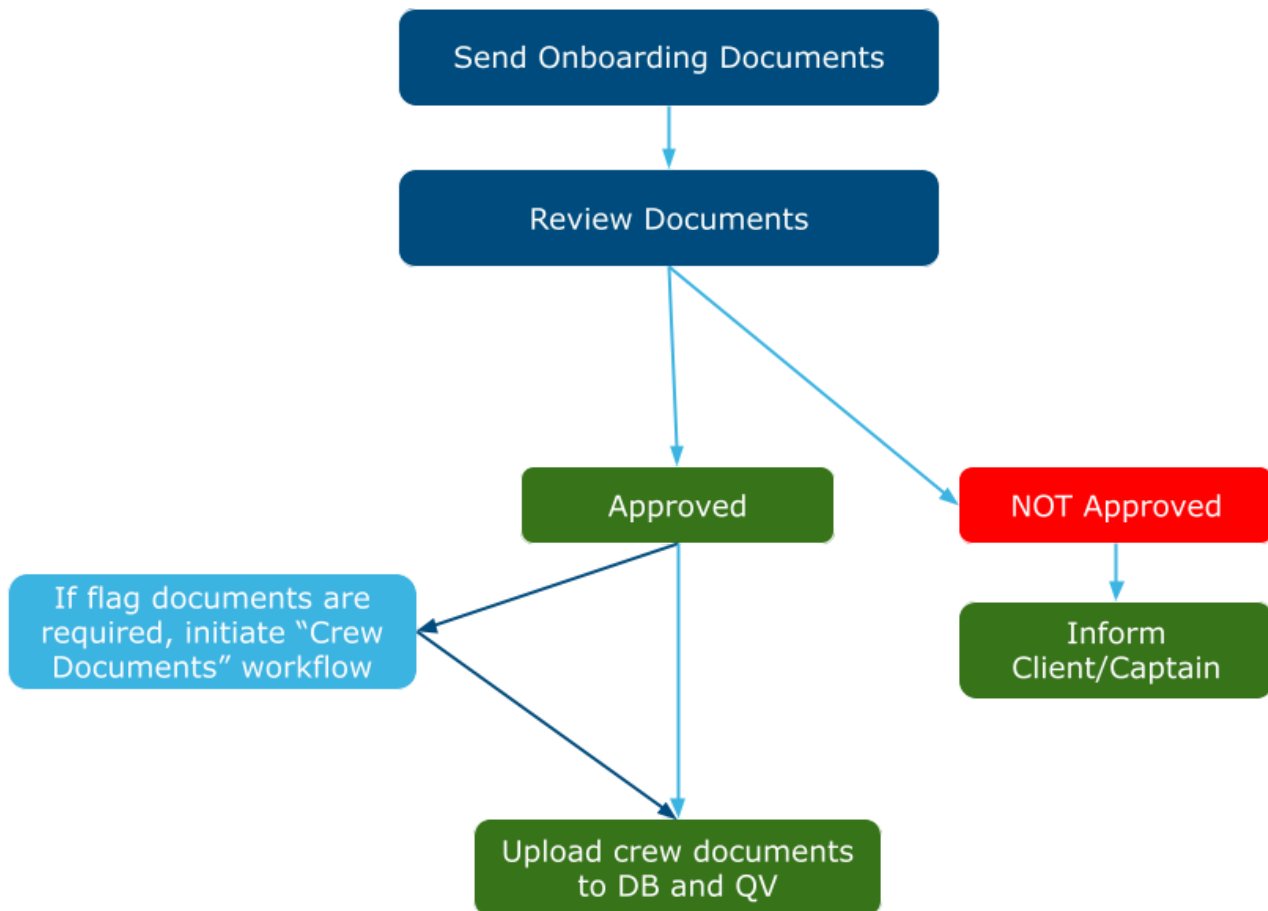 Send Onboarding Documents
Review Documents
Approved
NOT Approved
If flag documents are
required, initiate “Crew
Documents” workflow
Inform
Client/Captain
Upload crew documents
to DB and QV